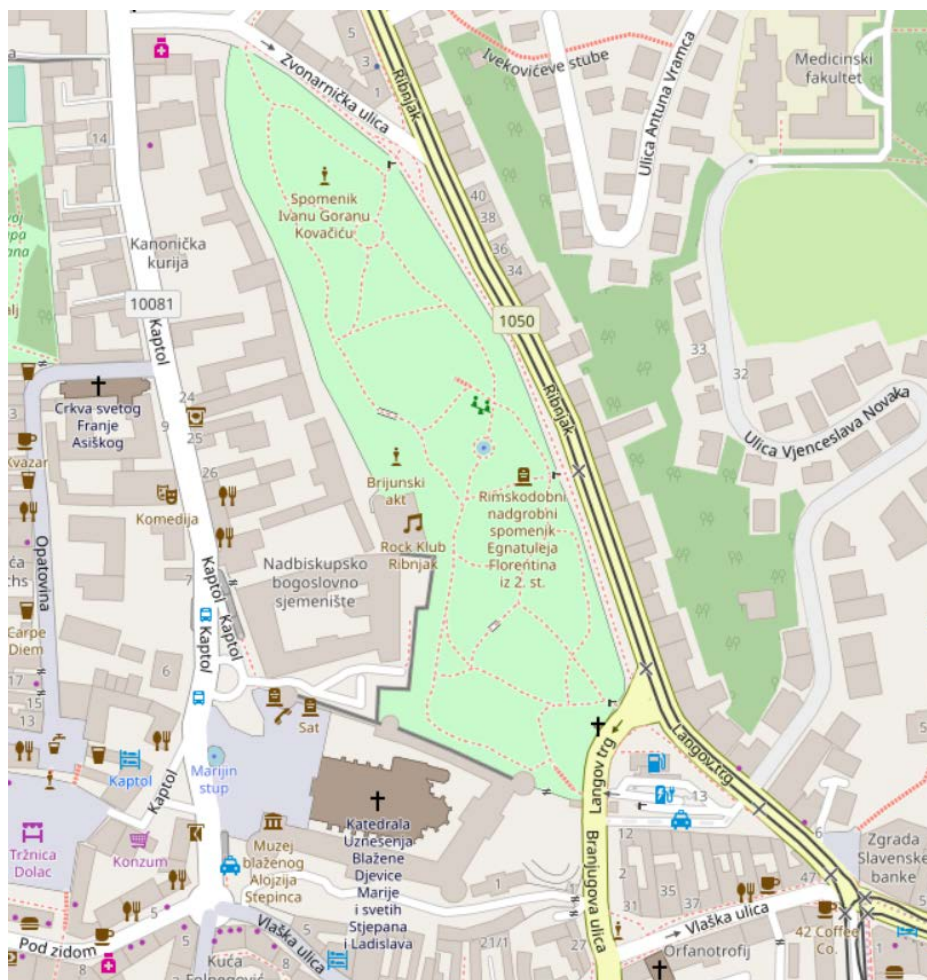 5
3
1
Zvonarnička ulica
Ribnjak
Ivekovićeve stube
Ulica Antuna Vramca
Medicinski
fakultet
14
Spomenik
Ivanu Goranu
Kovačiću
40
38
36
34
Kanonička
kurija
10081
1050
Kaptol
33
32
Ribnjak
Ulica Vjenceslava Novaka
Crkva svetog
Franje
Asiškog
24
9
25
26
Kvazar
Komedija
Brijunski
akt
Rock Klub
Ribnjak
Rimskodobni
nadgrobni
spomenik
Egnatuleja
Florentina
iz 2. st.
Opatovina
Nadbiskupsko
bogoslovno
sjemenište
Kaptol
7
Kaptol
Kaptol
Carpe
Diem
6
17
15
13
Sat
Langov trg
Langov trg
Kaptol
Kaptol
Marijin
stup
13
Tržnica
Dolac
Konzum
Muzej
blaženog
Alojzija
Stepinca
Katedrala
Uznesenja
Blažene
Djevice
Marije
i svetih
Stjepana
i Ladislava
Branjugova ulica
12
2
6
Zgrada
Slavenske
banke
1
31
35
37
47
5
5
Vlaška ulica
Vlaška ulica
Pod zidom
8
Kuća
21/1
27
Orfanotrofij
42 Coffee
Co.